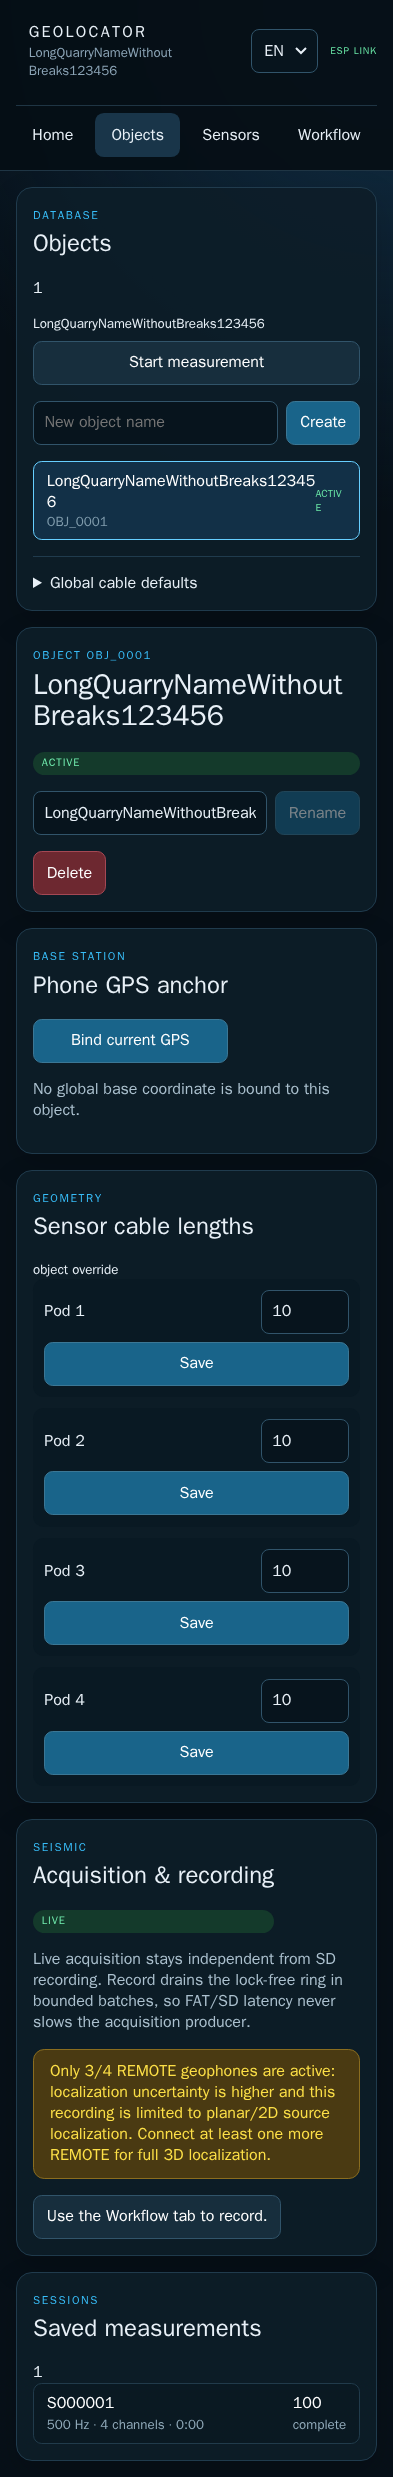 GEOLOCATOR
LongQuarryNameWithout
Breaks123456
EN
ESP LINK
Home
Objects
Sensors
Workflow
DATABASE
Objects
1
LongQuarryNameWithoutBreaks123456
Start measurement
New object name
Create
LongQuarryNameWithoutBreaks12345
6
OBJ_0001
ACTIV
E
Global cable defaults
OBJECT OBJ_0001
LongQuarryNameWithout
Breaks123456
ACTIVE
LongQuarryNameWithoutBreak
Rename
Delete
BASE STATION
Phone GPS anchor
Bind current GPS
No global base coordinate is bound to this
object.
GEOMETRY
Sensor cable lengths
object override
Pod 1
10
Save
Pod 2
10
Save
Pod 3
10
Save
Pod 4
10
Save
SEISMIC
Acquisition & recording
LIVE
Live acquisition stays independent from SD
recording. Record drains the lock-free ring in
bounded batches, so FAT/SD latency never
slows the acquisition producer.
Only 3/4 REMOTE geophones are active:
localization uncertainty is higher and this
recording is limited to planar/2D source
localization. Connect at least one more
REMOTE for full 3D localization.
Use the Workflow tab to record.
SESSIONS
Saved measurements
1
S000001
100
500 Hz · 4 channels · 0:00
complete